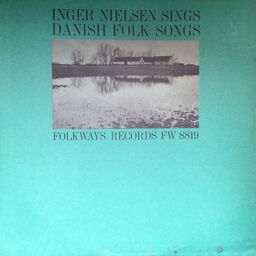 INGER NIELSEN SINGS
DANISH FOLK SONGS
FOLKWAYS RECORDS FW 8819